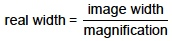 real width = image width / magnification